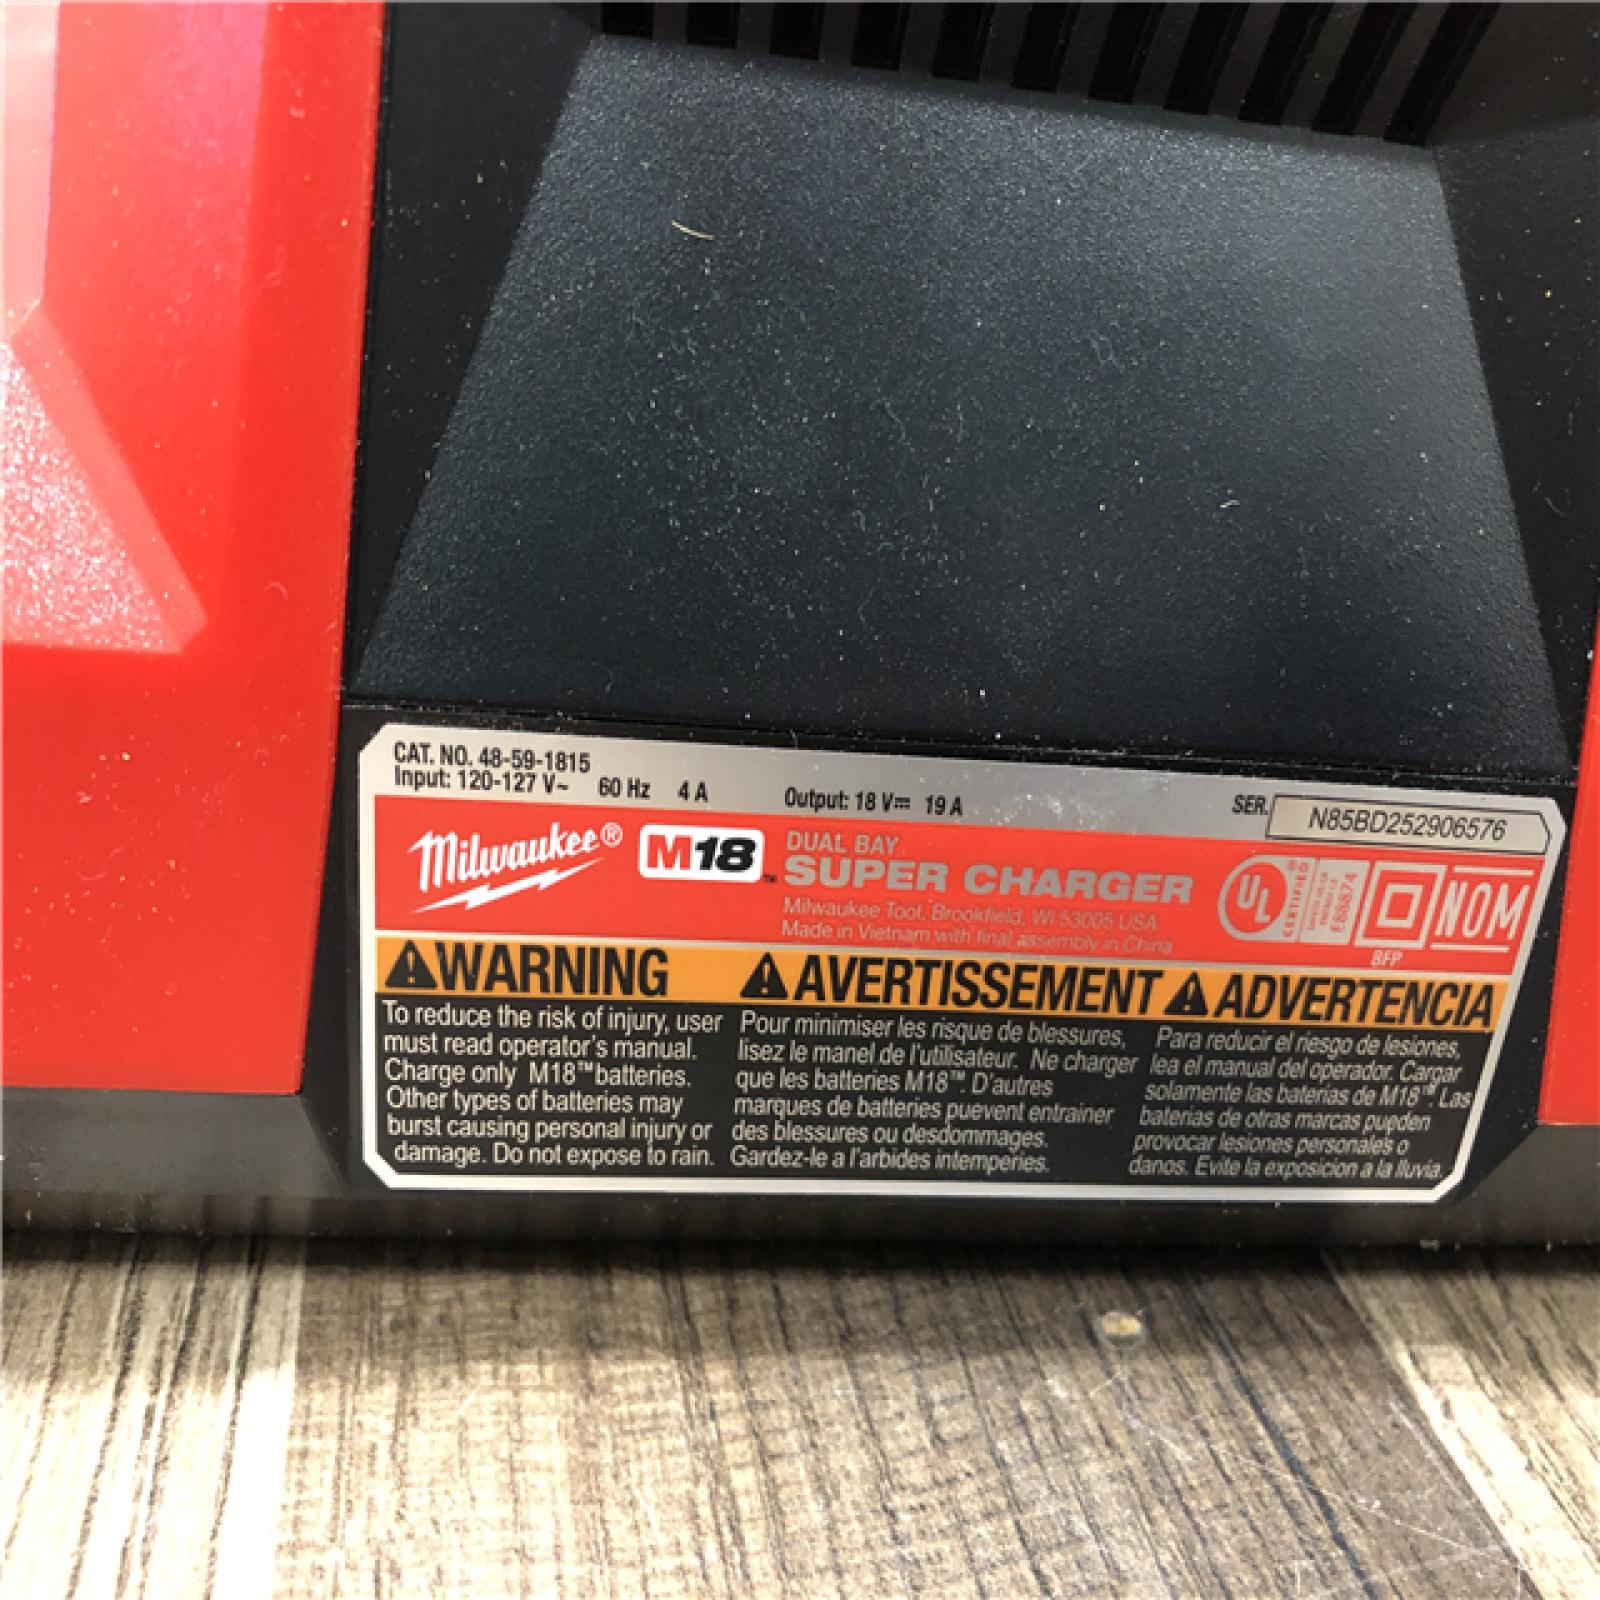 CAT. NO. 48-59-1815
Input: 120-127 V~ 60 Hz 4 A Output: 18 V⎓ 19 A SER. N85BD252906576
Milwaukee® M18™
DUAL BAY
SUPER CHARGER
Milwaukee Tool, Brookfield, WI 53005 USA
Made in Vietnam with final assembly in China
UL® CERTIFIED E68874
BFP
NOM
WARNING
To reduce the risk of injury, user
must read operator's manual.
Charge only M18™ batteries.
Other types of batteries may
burst causing personal injury or
damage. Do not expose to rain.
AVERTISSEMENT
Pour minimiser les risque de blessures,
lisez le manel de l'utilisateur. Ne charger
que les batteries M18™. D'autres
marques de batteries puevent entrainer
des blessures ou desdommages.
Gardez-le a l'arbides intemperies.
ADVERTENCIA
Para reducir el riesgo de lesiones,
lea el manual del operador. Cargar
solamente las baterias de M18™. Las
baterias de otras marcas pueden
provocar lesiones personales o
danos. Evite la exposicion a la lluvia.